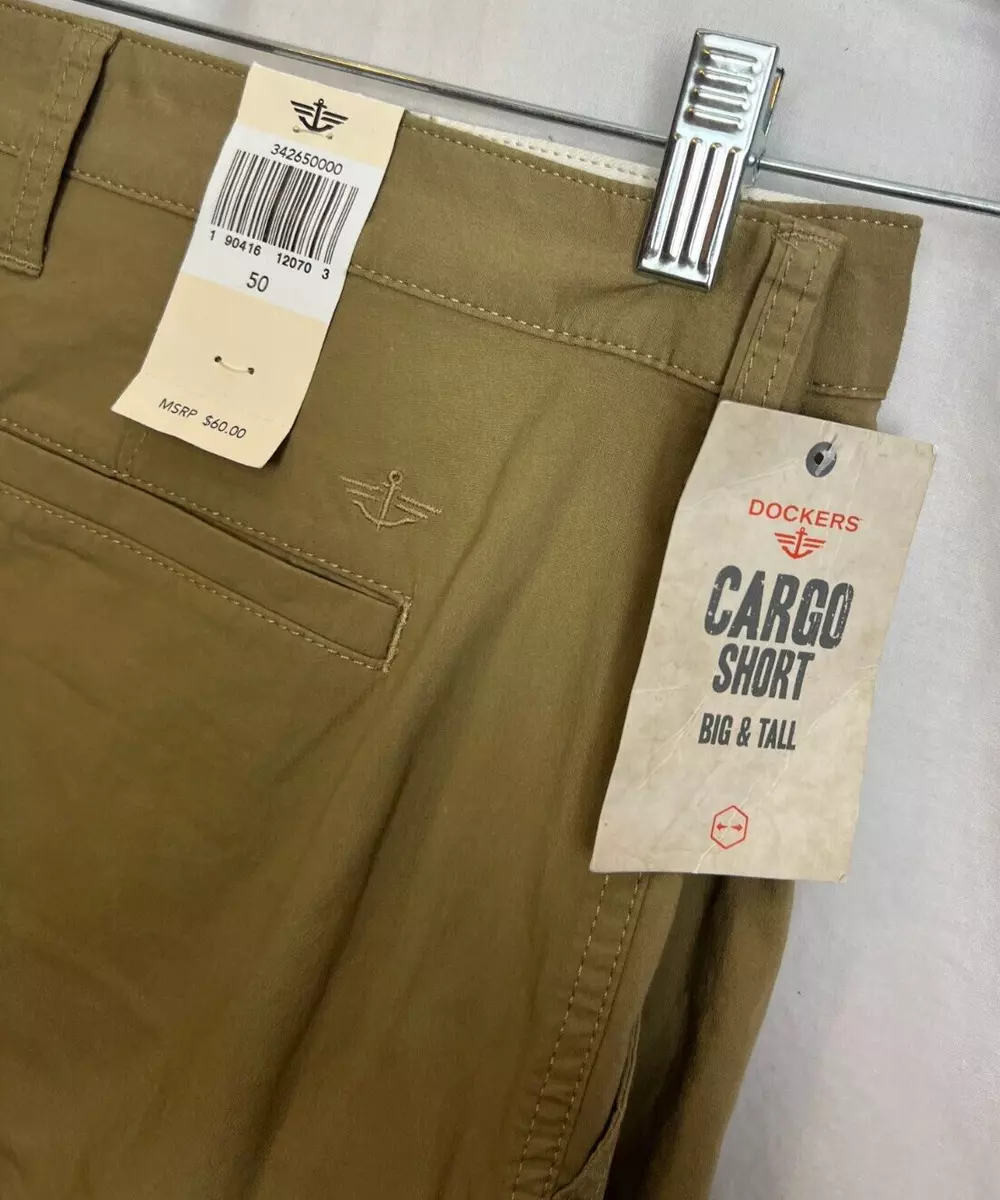 342650000
1 90416 12070 3
50
MSRP $60.00
DOCKERS
CARGO
SHORT
BIG & TALL